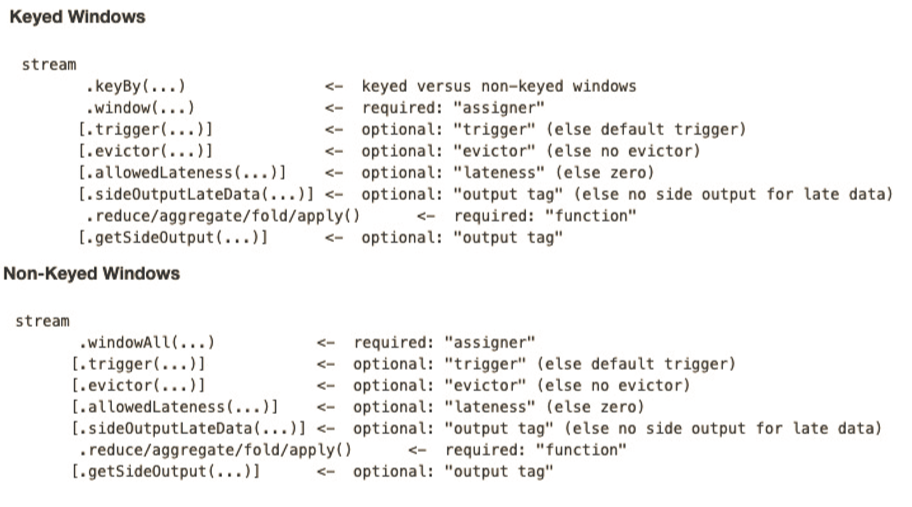 Keyed Windows
stream
.keyBy(...) <- keyed versus non-keyed windows
.window(...) <- required: "assigner"
[.trigger(...)] <- optional: "trigger" (else default trigger)
[.evictor(...)] <- optional: "evictor" (else no evictor)
[.allowedLateness(...)] <- optional: "lateness" (else zero)
[.sideOutputLateData(...)] <- optional: "output tag" (else no side output for late data)
.reduce/aggregate/fold/apply() <- required: "function"
[.getSideOutput(...)] <- optional: "output tag"
Non-Keyed Windows
stream
.windowAll(...) <- required: "assigner"
[.trigger(...)] <- optional: "trigger" (else default trigger)
[.evictor(...)] <- optional: "evictor" (else no evictor)
[.allowedLateness(...)] <- optional: "lateness" (else zero)
[.sideOutputLateData(...)] <- optional: "output tag" (else no side output for late data)
.reduce/aggregate/fold/apply() <- required: "function"
[.getSideOutput(...)] <- optional: "output tag"